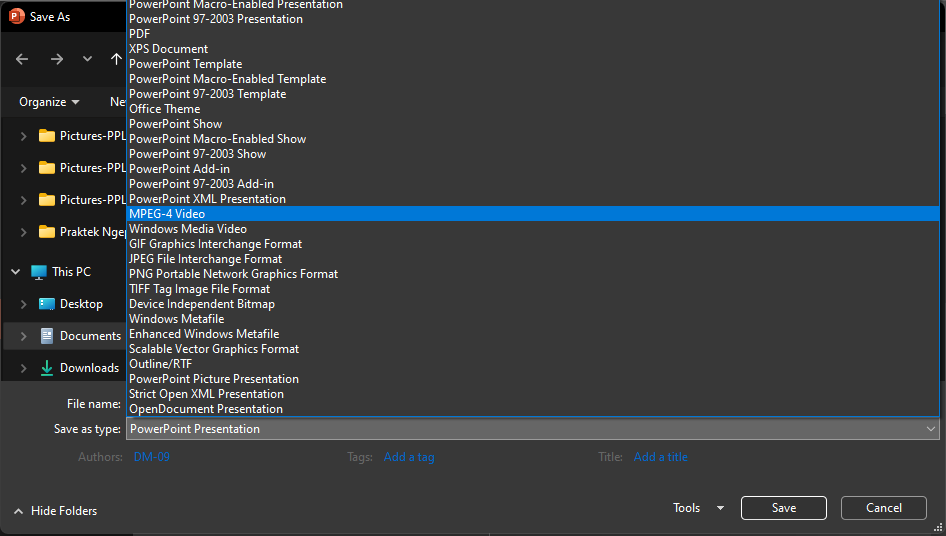 Save As
PowerPoint Macro-Enabled Presentation
PowerPoint 97-2003 Presentation
PDF
XPS Document
PowerPoint Template
PowerPoint Macro-Enabled Template
PowerPoint 97-2003 Template
Office Theme
PowerPoint Show
PowerPoint Macro-Enabled Show
PowerPoint 97-2003 Show
PowerPoint Add-in
PowerPoint 97-2003 Add-in
PowerPoint XML Presentation
MPEG-4 Video
Windows Media Video
GIF Graphics Interchange Format
JPEG File Interchange Format
PNG Portable Network Graphics Format
TIFF Tag Image File Format
Device Independent Bitmap
Windows Metafile
Enhanced Windows Metafile
Scalable Vector Graphics Format
Outline/RTF
PowerPoint Picture Presentation
Strict Open XML Presentation
OpenDocument Presentation
Organize
Ne
Pictures-PPL
Pictures-PPL
Pictures-PPL
Praktek Nge
This PC
Desktop
Documents
Downloads
File name:
Save as type: PowerPoint Presentation
Authors: DM-09 Tags: Add a tag Title: Add a title
Hide Folders Tools Save Cancel